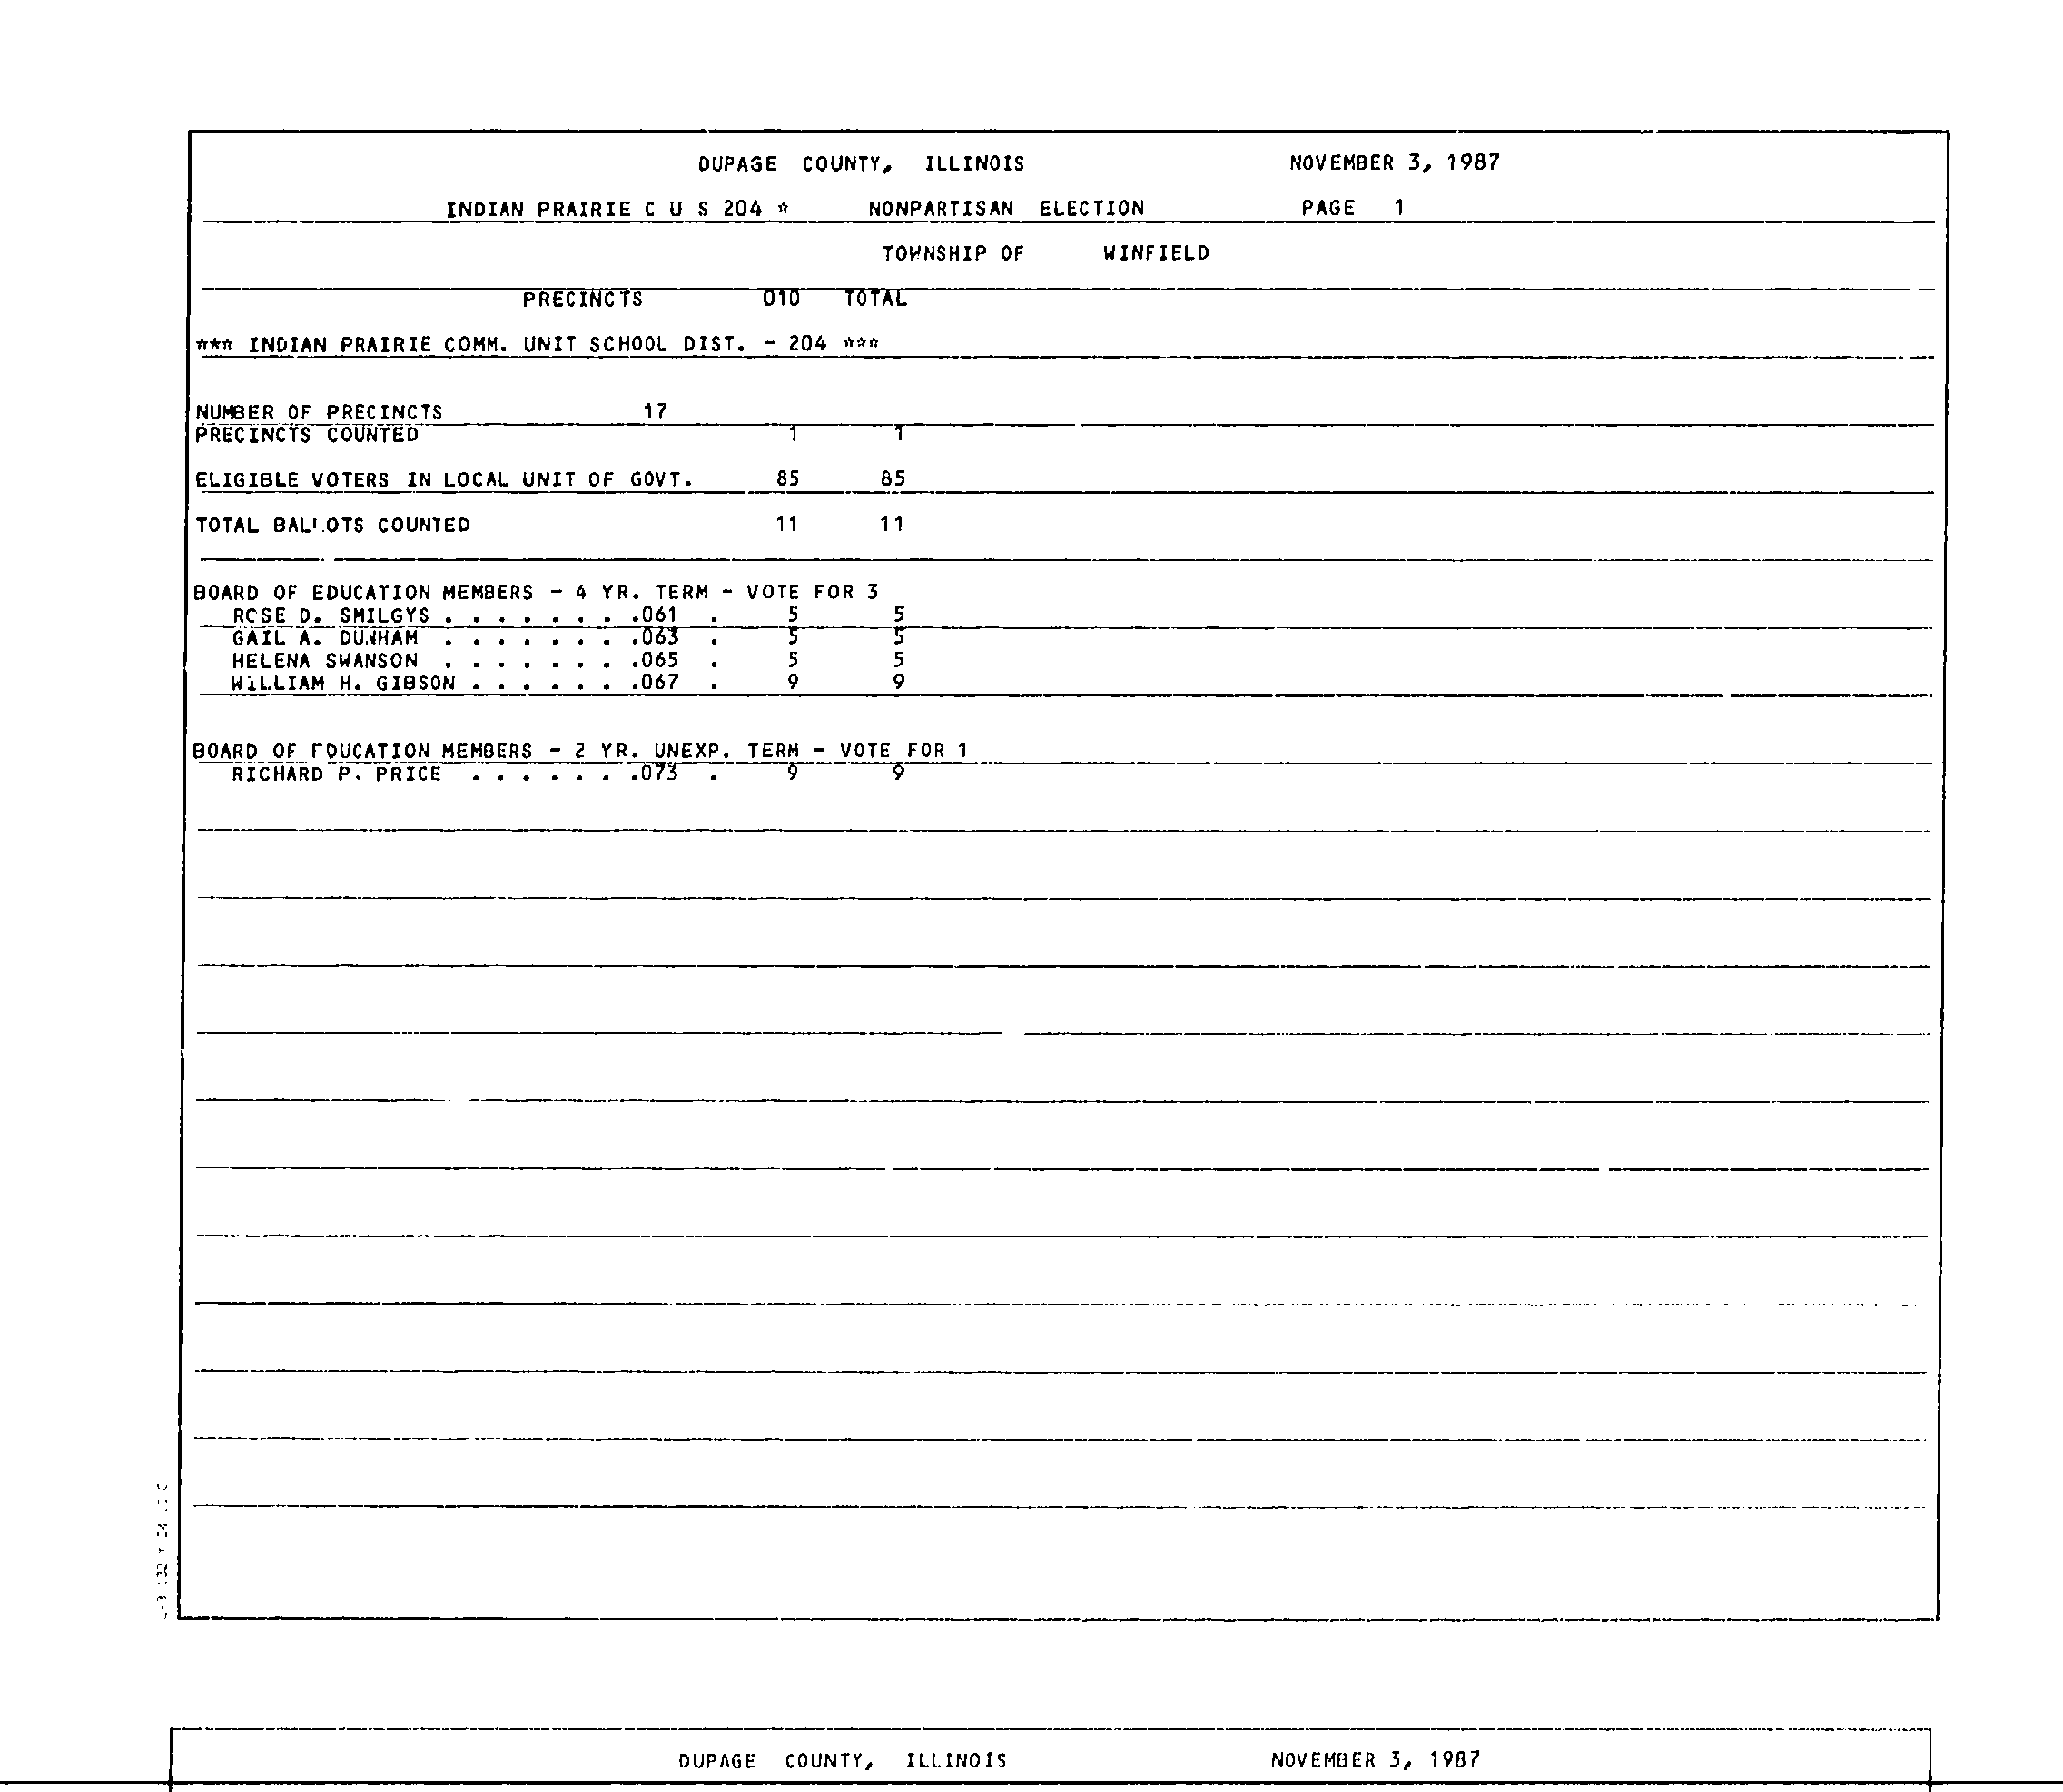 DUPAGE COUNTY, ILLINOIS NOVEMBER 3, 1987
INDIAN PRAIRIE C U S 204 * NONPARTISAN ELECTION PAGE 1
TOWNSHIP OF WINFIELD
PRECINCTS 010 TOTAL
*** INDIAN PRAIRIE COMM. UNIT SCHOOL DIST. - 204 ***
NUMBER OF PRECINCTS 17
PRECINCTS COUNTED 1 1
ELIGIBLE VOTERS IN LOCAL UNIT OF GOVT. 85 85
TOTAL BALLOTS COUNTED 11 11
BOARD OF EDUCATION MEMBERS - 4 YR. TERM - VOTE FOR 3
ROSE D. SMILGYS . . . . . . . .061 . 5 5
GAIL A. DUNHAM . . . . . . . .063 . 5 5
HELENA SWANSON . . . . . . . .065 . 5 5
WILLIAM H. GIBSON . . . . . . .067 . 9 9
BOARD OF EDUCATION MEMBERS - 2 YR. UNEXP. TERM - VOTE FOR 1
RICHARD P. PRICE . . . . . . .073 . 9 9
DUPAGE COUNTY, ILLINOIS NOVEMBER 3, 1987